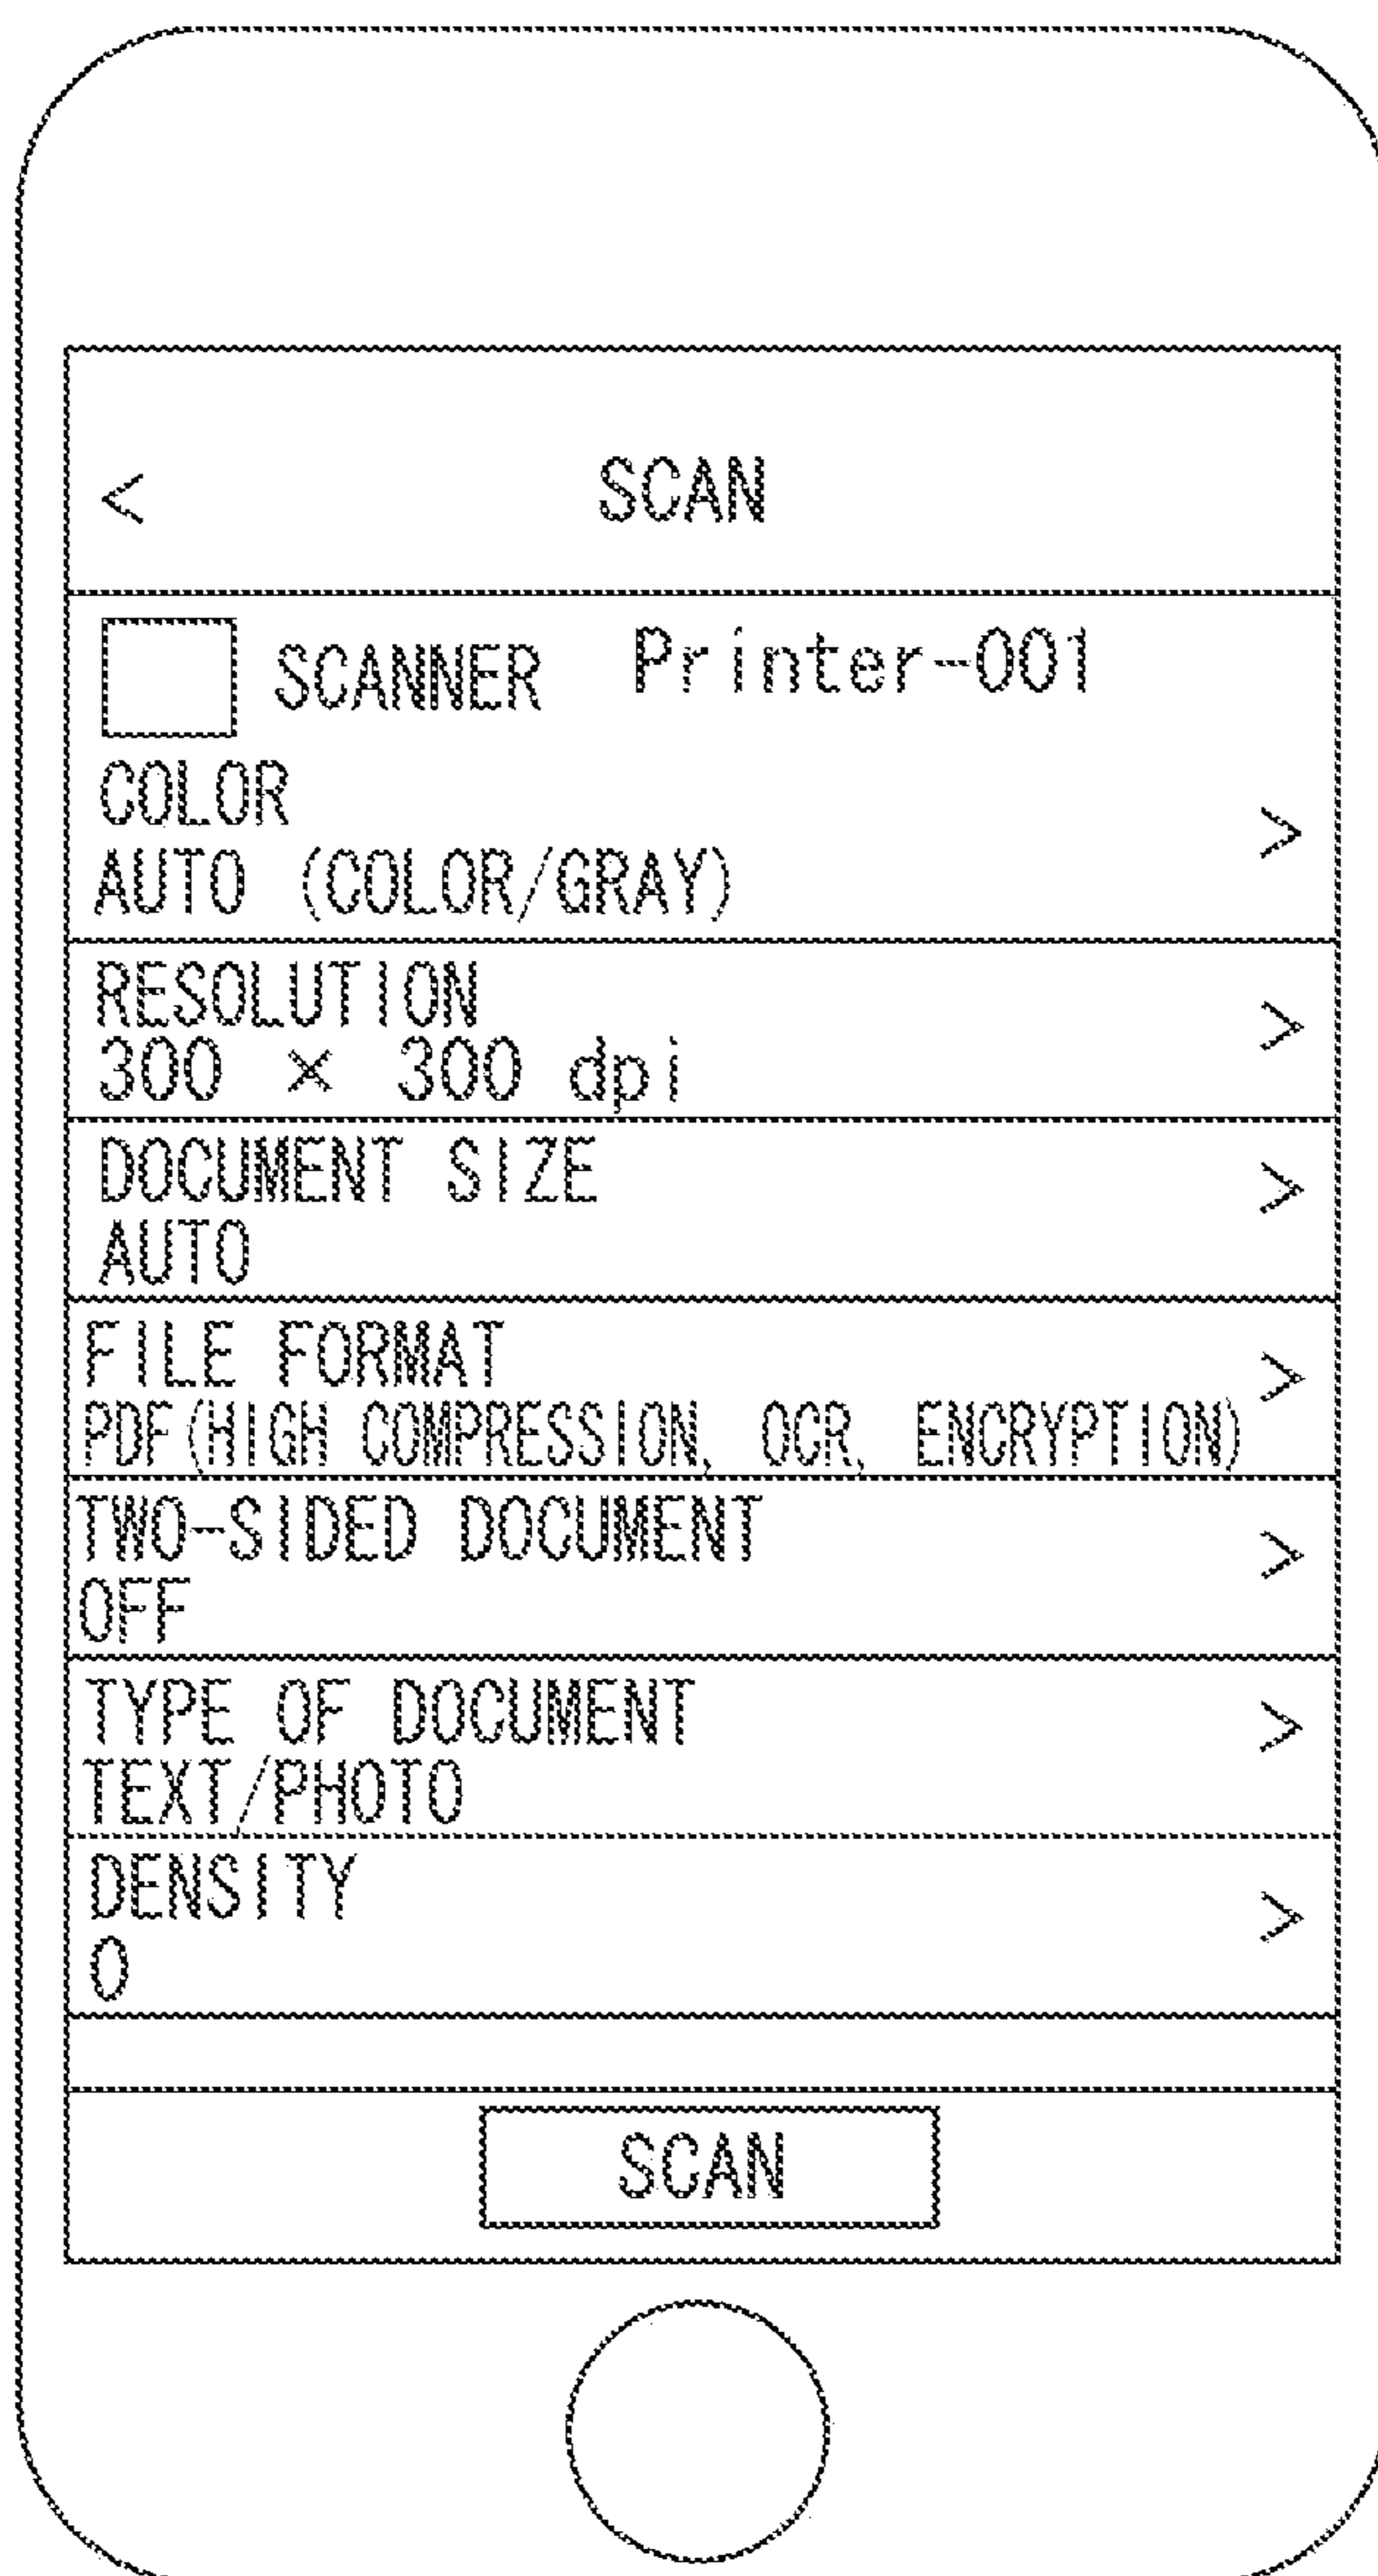 < SCAN
SCANNER Printer-001
COLOR
AUTO (COLOR/GRAY) >
RESOLUTION >
300 × 300 dpi
DOCUMENT SIZE >
AUTO
FILE FORMAT >
PDF(HIGH COMPRESSION, OCR, ENCRYPTION)
TWO-SIDED DOCUMENT >
OFF
TYPE OF DOCUMENT >
TEXT/PHOTO
DENSITY >
0
SCAN